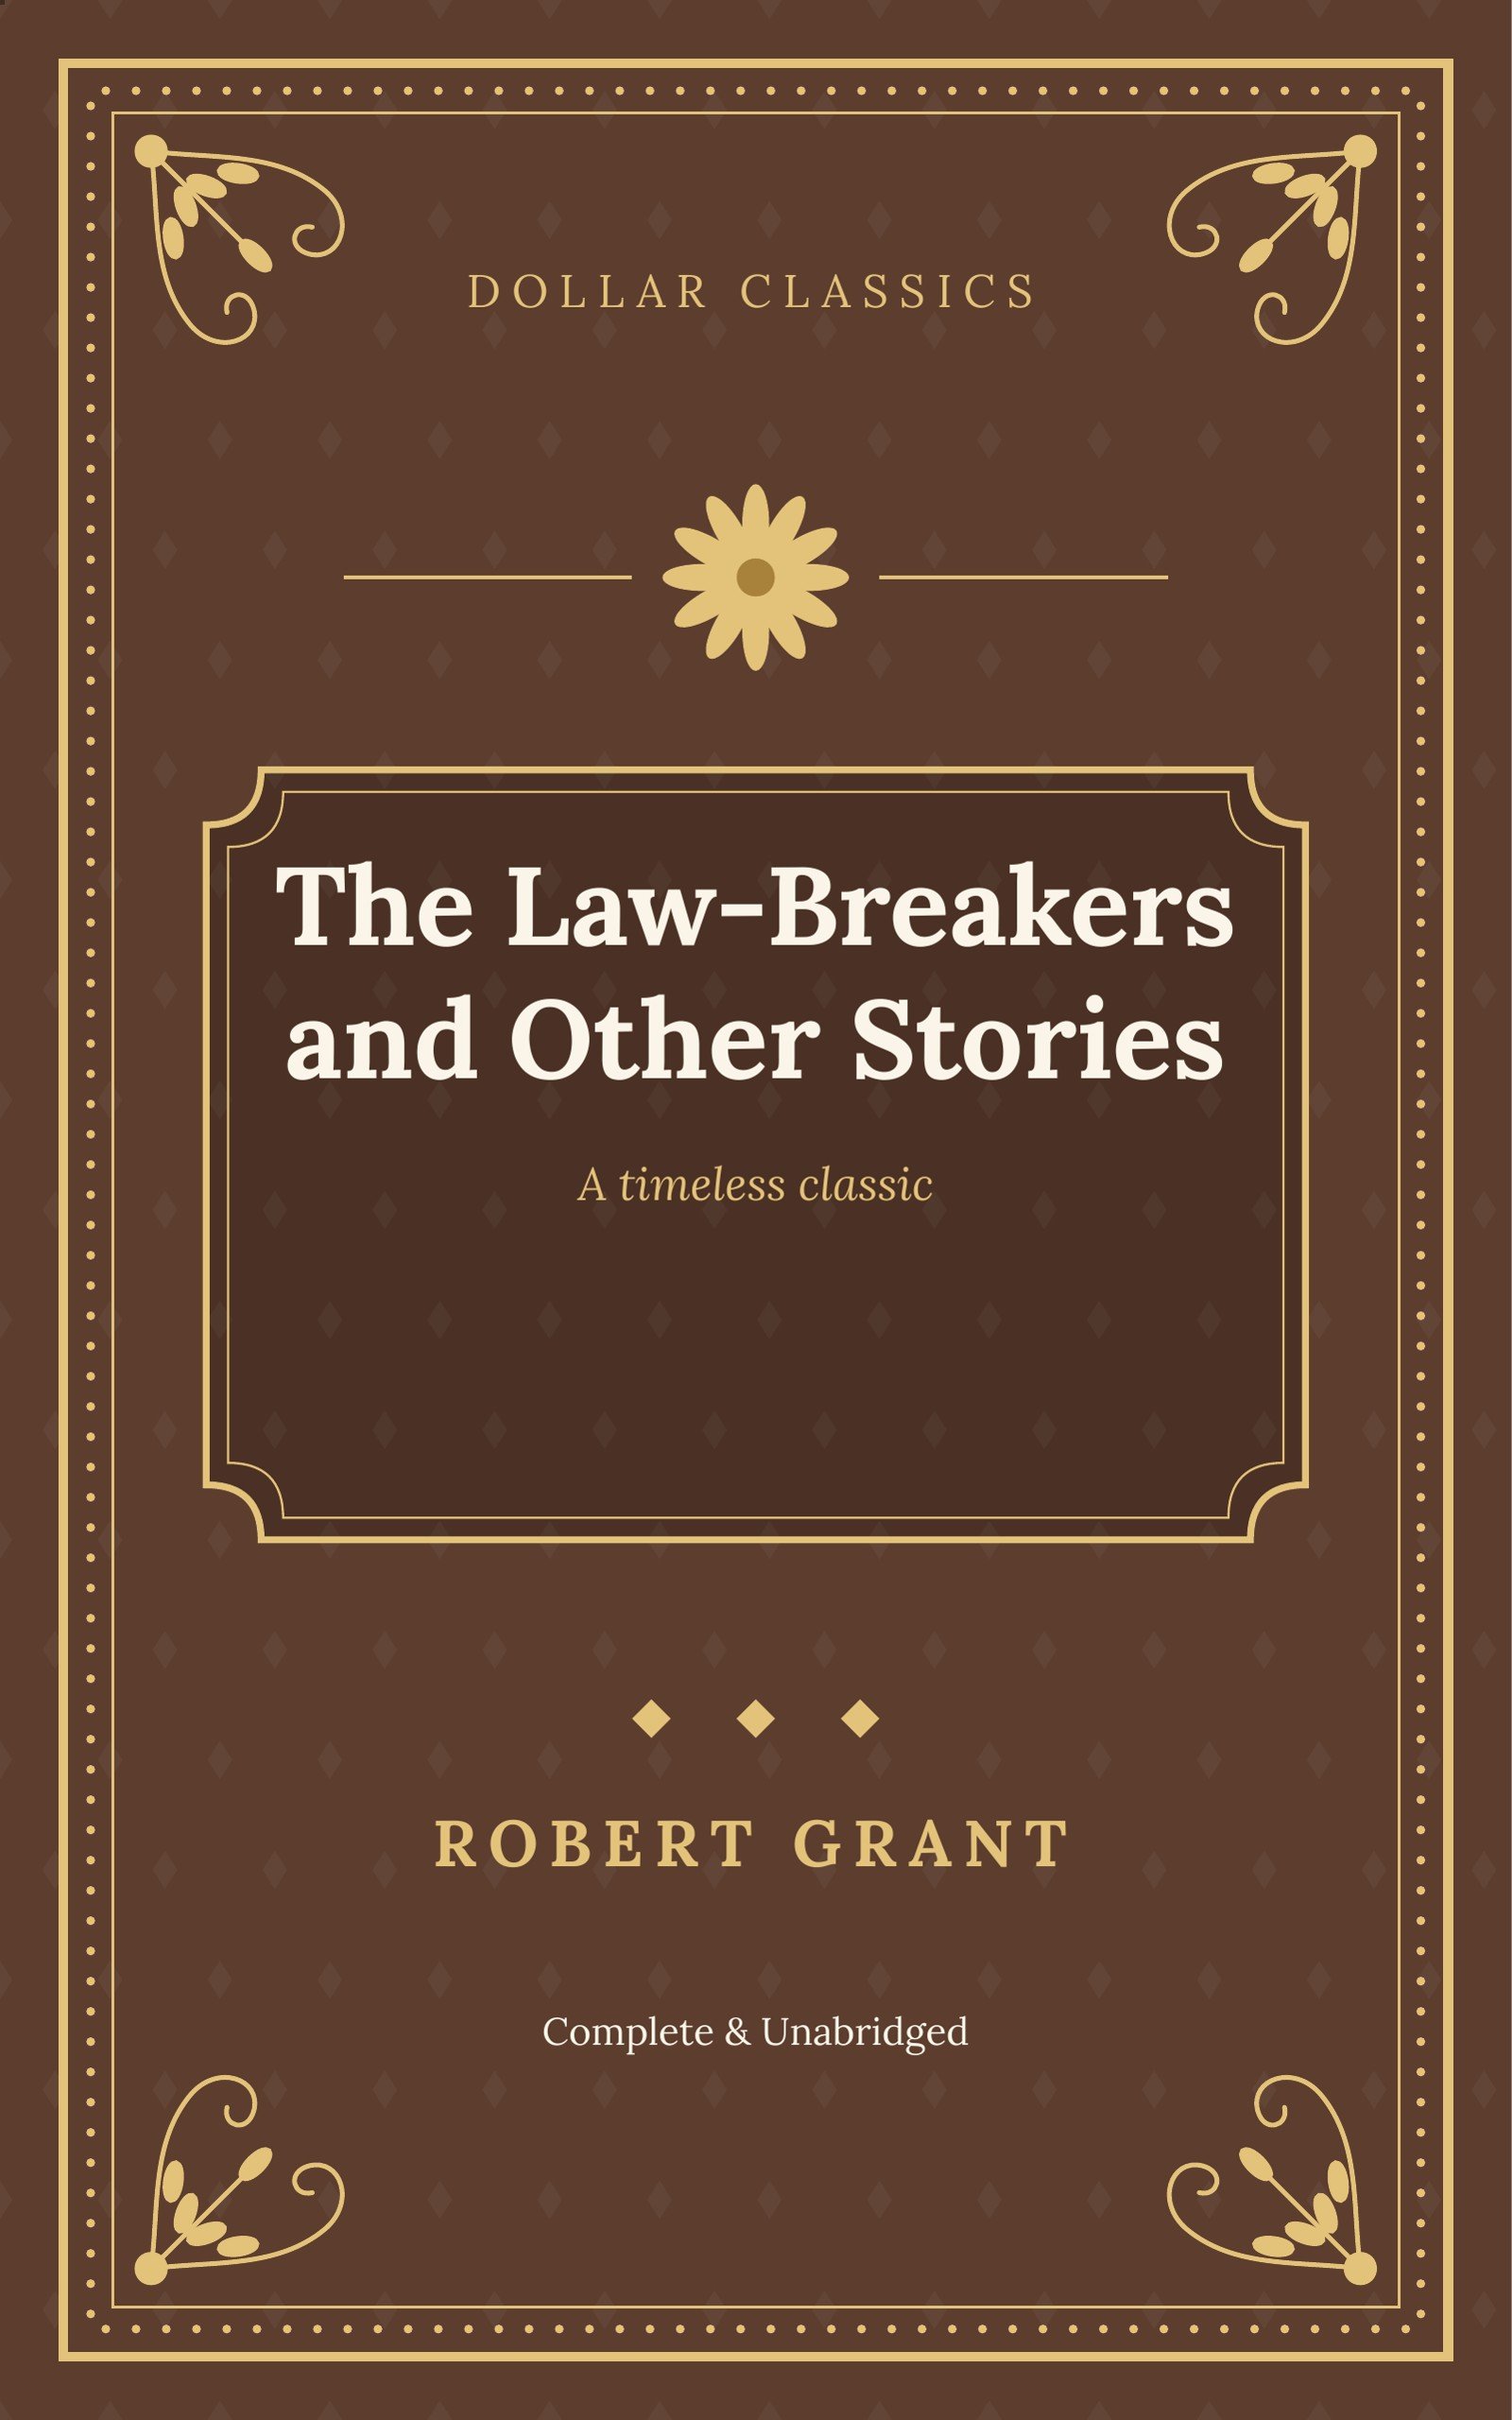 DOLLAR CLASSICS
The Law-Breakers
and Other Stories
A timeless classic
ROBERT GRANT
Complete & Unabridged